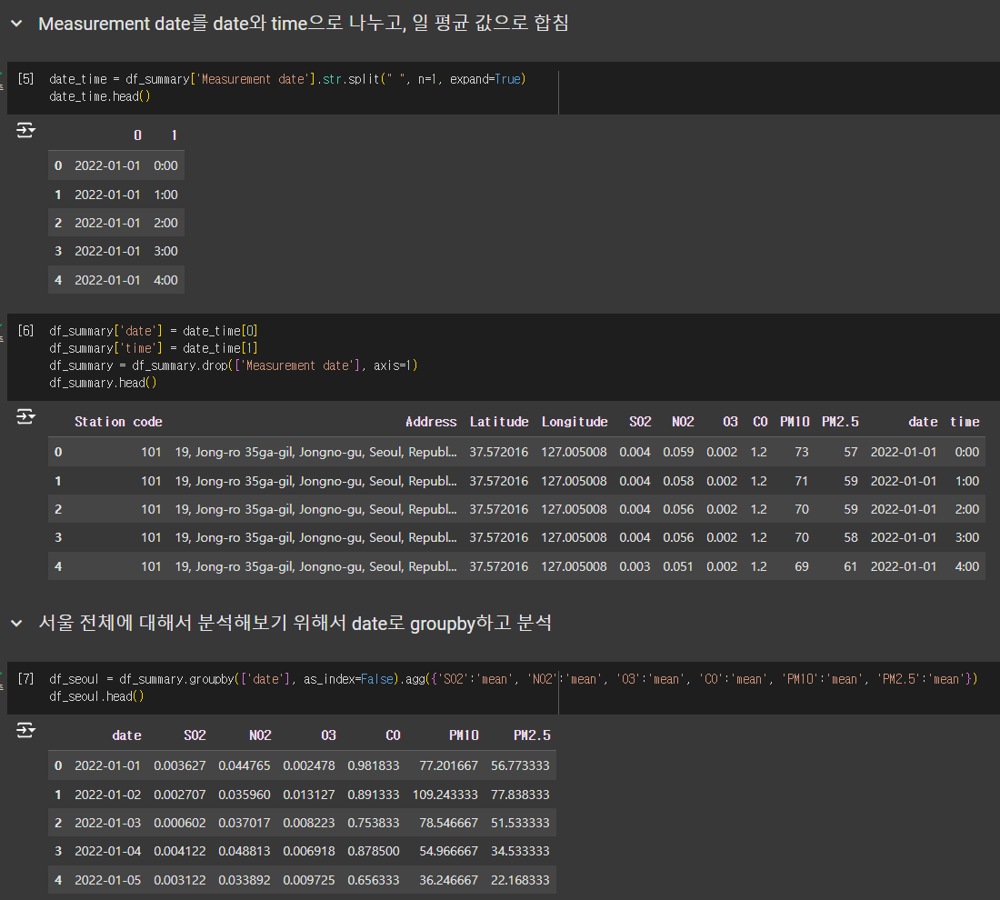 Measurement date를 date와 time으로 나누고, 일 평균 값으로 합침
[5] date_time = df_summary['Measurement date'].str.split(" ", n=1, expand=True)
date_time.head()
0 1
0 2022-01-01 0:00
1 2022-01-01 1:00
2 2022-01-01 2:00
3 2022-01-01 3:00
4 2022-01-01 4:00
[6] df_summary['date'] = date_time[0]
df_summary['time'] = date_time[1]
df_summary = df_summary.drop(['Measurement date'], axis=1)
df_summary.head()
Station code Address Latitude Longitude SO2 NO2 O3 CO PM10 PM2.5 date time
0 101 19, Jong-ro 35ga-gil, Jongno-gu, Seoul, Republ... 37.572016 127.005008 0.004 0.059 0.002 1.2 73 57 2022-01-01 0:00
1 101 19, Jong-ro 35ga-gil, Jongno-gu, Seoul, Republ... 37.572016 127.005008 0.004 0.058 0.002 1.2 71 59 2022-01-01 1:00
2 101 19, Jong-ro 35ga-gil, Jongno-gu, Seoul, Republ... 37.572016 127.005008 0.004 0.056 0.002 1.2 70 59 2022-01-01 2:00
3 101 19, Jong-ro 35ga-gil, Jongno-gu, Seoul, Republ... 37.572016 127.005008 0.004 0.056 0.002 1.2 70 58 2022-01-01 3:00
4 101 19, Jong-ro 35ga-gil, Jongno-gu, Seoul, Republ... 37.572016 127.005008 0.003 0.051 0.002 1.2 69 61 2022-01-01 4:00
서울 전체에 대해서 분석해보기 위해서 date로 groupby하고 분석
[7] df_seoul = df_summary.groupby(['date'], as_index=False).agg({'SO2':'mean', 'NO2':'mean', 'O3':'mean', 'CO':'mean', 'PM10':'mean', 'PM2.5':'mean'})
df_seoul.head()
date SO2 NO2 O3 CO PM10 PM2.5
0 2022-01-01 0.003627 0.044765 0.002478 0.981833 77.201667 56.773333
1 2022-01-02 0.002707 0.035960 0.013127 0.891333 109.243333 77.838333
2 2022-01-03 0.000602 0.037017 0.008223 0.753833 78.546667 51.533333
3 2022-01-04 0.004122 0.048813 0.006918 0.878500 54.966667 34.533333
4 2022-01-05 0.003122 0.033892 0.009725 0.656333 36.246667 22.168333